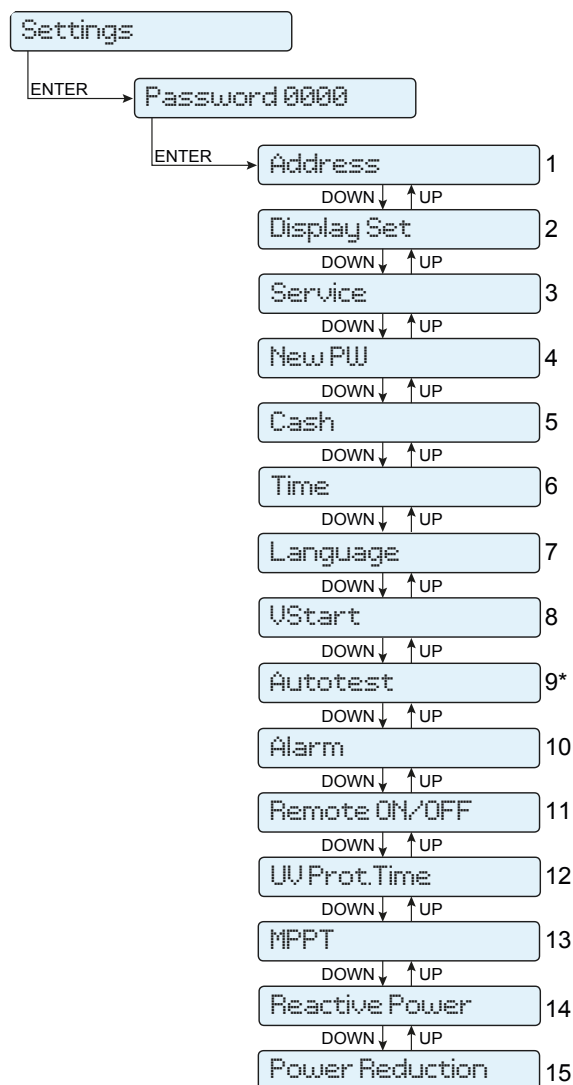 Settings
ENTER
Password 0000
ENTER
Address 1
DOWN UP
Display Set 2
DOWN UP
Service 3
DOWN UP
New PW 4
DOWN UP
Cash 5
DOWN UP
Time 6
DOWN UP
Language 7
DOWN UP
VStart 8
DOWN UP
Autotest 9*
DOWN UP
Alarm 10
DOWN UP
Remote ON/OFF 11
DOWN UP
UV Prot.Time 12
DOWN UP
MPPT 13
DOWN UP
Reactive Power 14
DOWN UP
Power Reduction 15